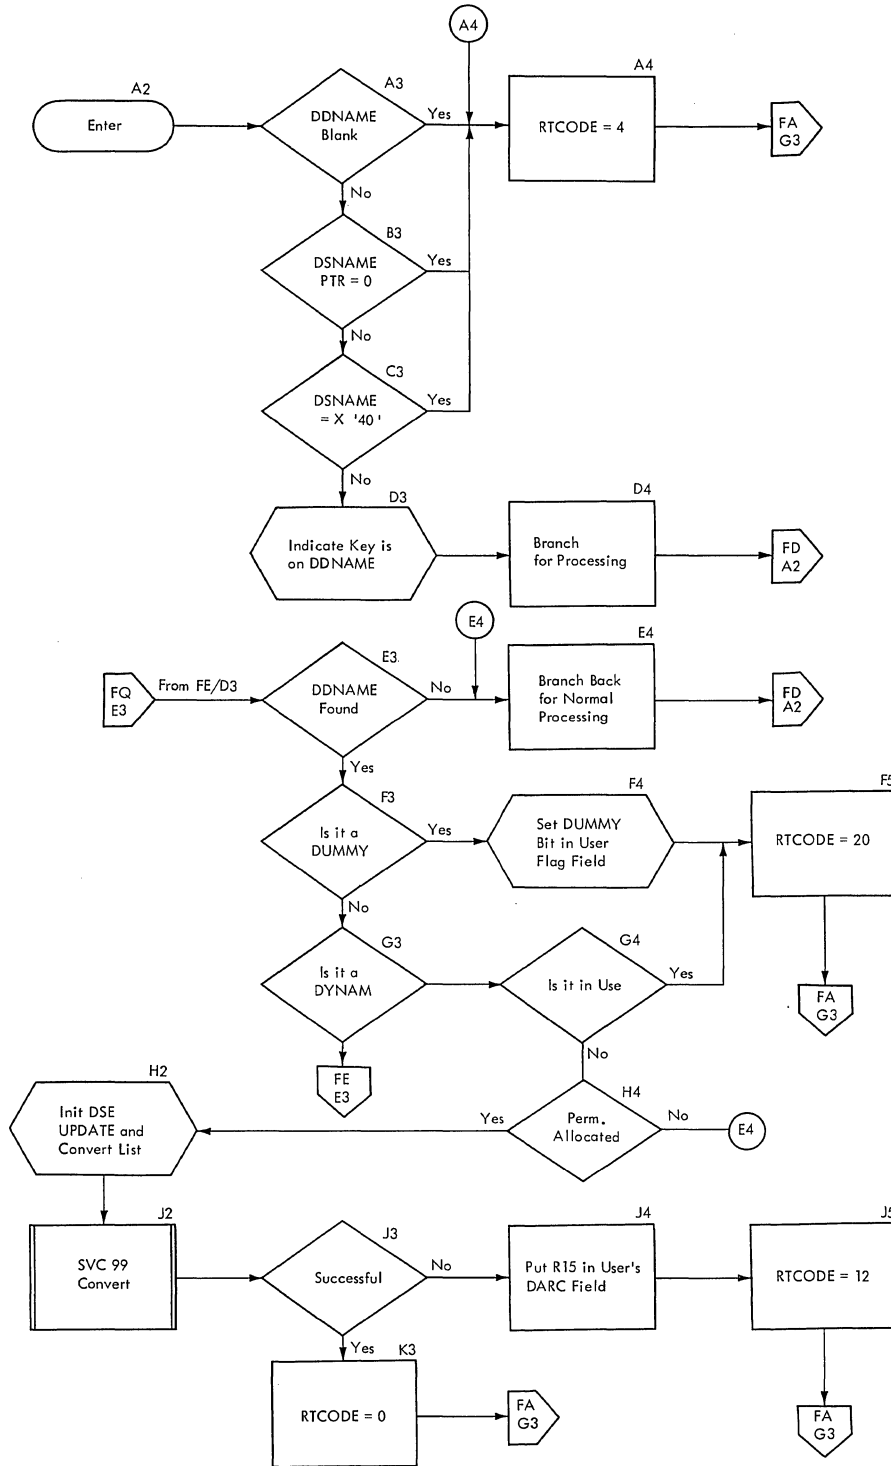 A4
A2
A3
A4
Enter
DDNAME
Blank
Yes
RTCODE = 4
FA
G3
No
B3
DSNAME
PTR = 0
Yes
No
C3
DSNAME
= X '40'
Yes
No
D3
D4
Indicate Key is
on DDNAME
Branch
for Processing
FD
A2
E4
E3
E4
FQ
E3
From FE/D3
DDNAME
Found
No
Branch Back
for Normal
Processing
FD
A2
Yes
F3
F4
F5
Is it a
DUMMY
Yes
Set DUMMY
Bit in User
Flag Field
RTCODE = 20
No
G3
G4
Is it a
DYNAM
Is it in Use
Yes
FA
G3
FE
E3
No
H2
H4
Init DSE
UPDATE and
Convert List
Yes
Perm.
Allocated
No
E4
J2
J3
J4
J5
SVC 99
Convert
Successful
No
Put R15 in User's
DARC Field
RTCODE = 12
Yes
K3
RTCODE = 0
FA
G3
FA
G3